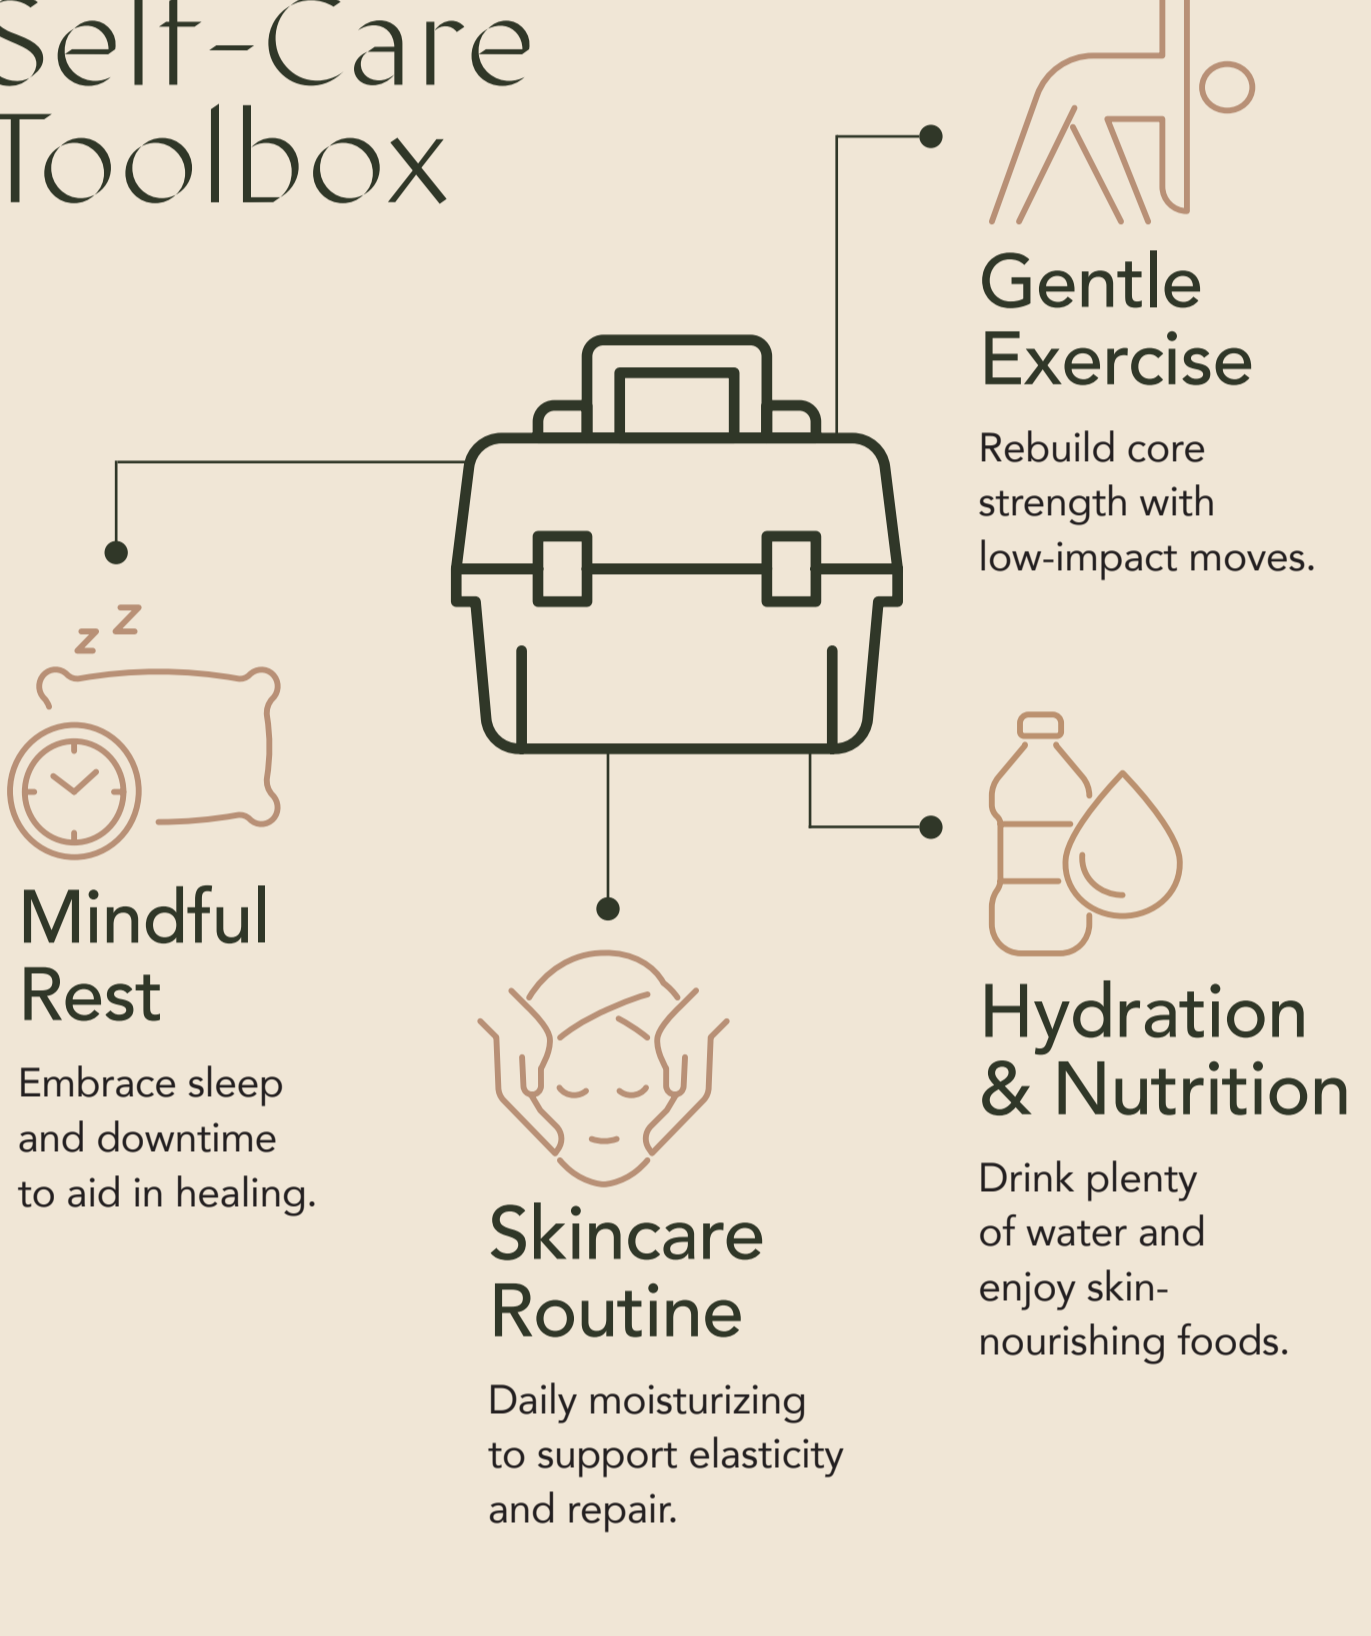 Self-Care
Toolbox
Gentle
Exercise
Rebuild core
strength with
low-impact moves.
z z
Mindful
Rest
Embrace sleep
and downtime
to aid in healing.
Skincare
Routine
Daily moisturizing
to support elasticity
and repair.
Hydration
& Nutrition
Drink plenty
of water and
enjoy skin-
nourishing foods.